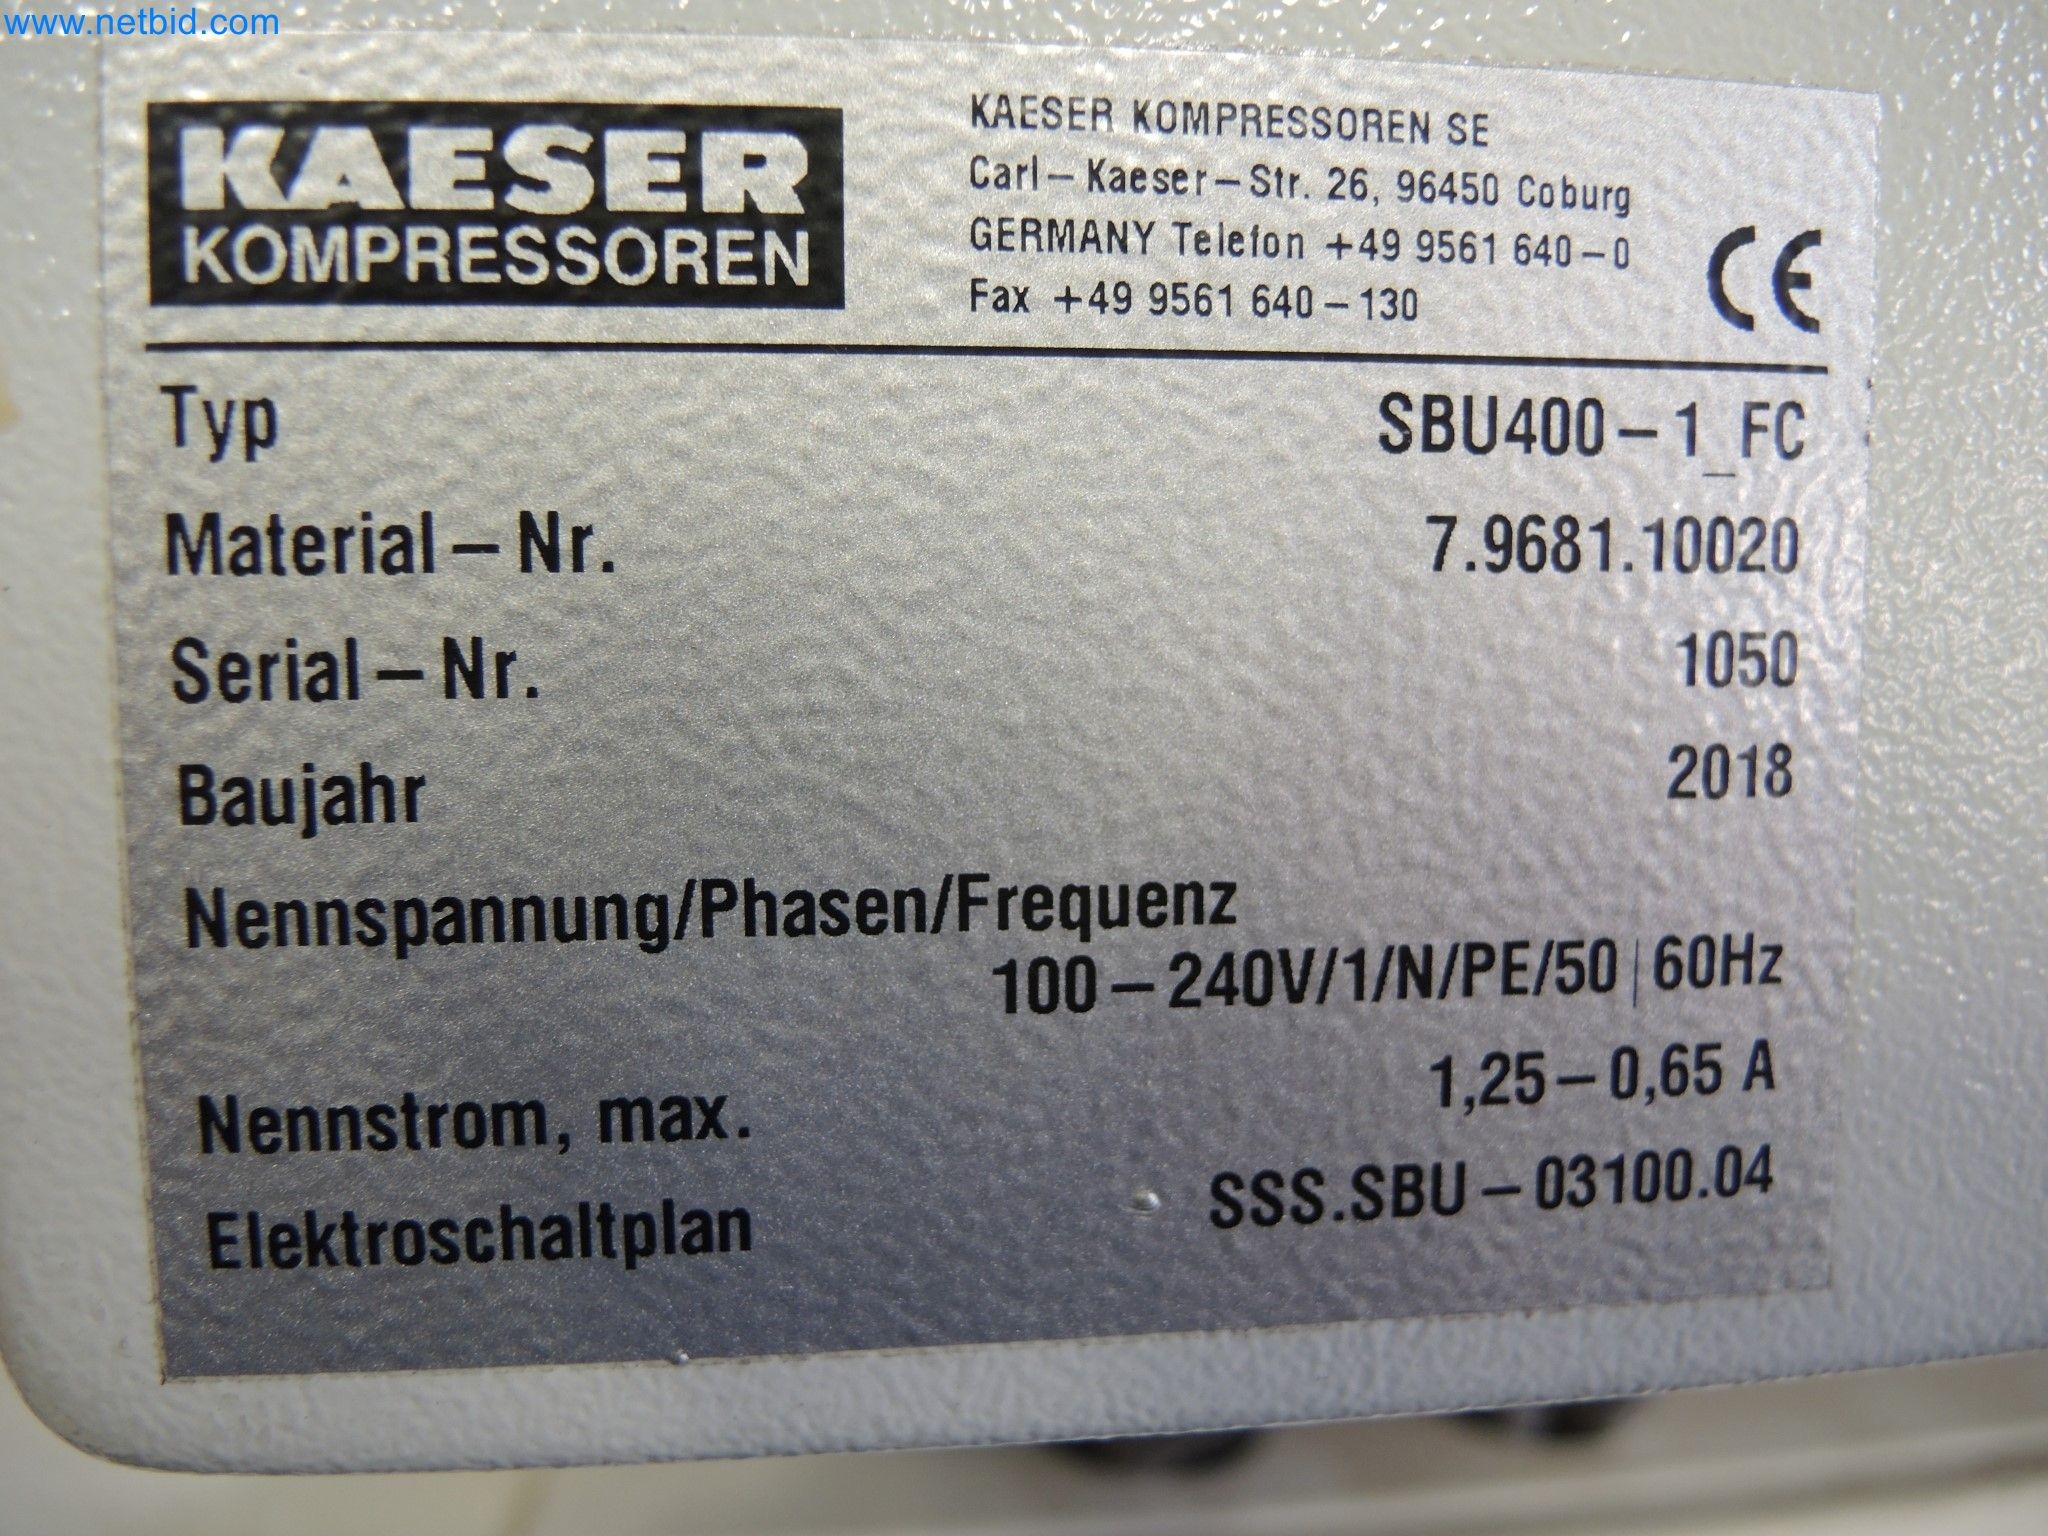 www.netbid.com
KAESER
KOMPRESSOREN
KAESER KOMPRESSOREN SE
Carl-Kaeser-Str. 26, 96450 Coburg
GERMANY Telefon +49 9561 640-0
Fax +49 9561 640-130
CE
Typ SBU400-1_FC
Material-Nr. 7.9681.10020
Serial-Nr. 1050
Baujahr 2018
Nennspannung/Phasen/Frequenz
100-240V/1/N/PE/50|60Hz
Nennstrom, max. 1,25-0,65 A
Elektroschaltplan SSS.SBU-03100.04